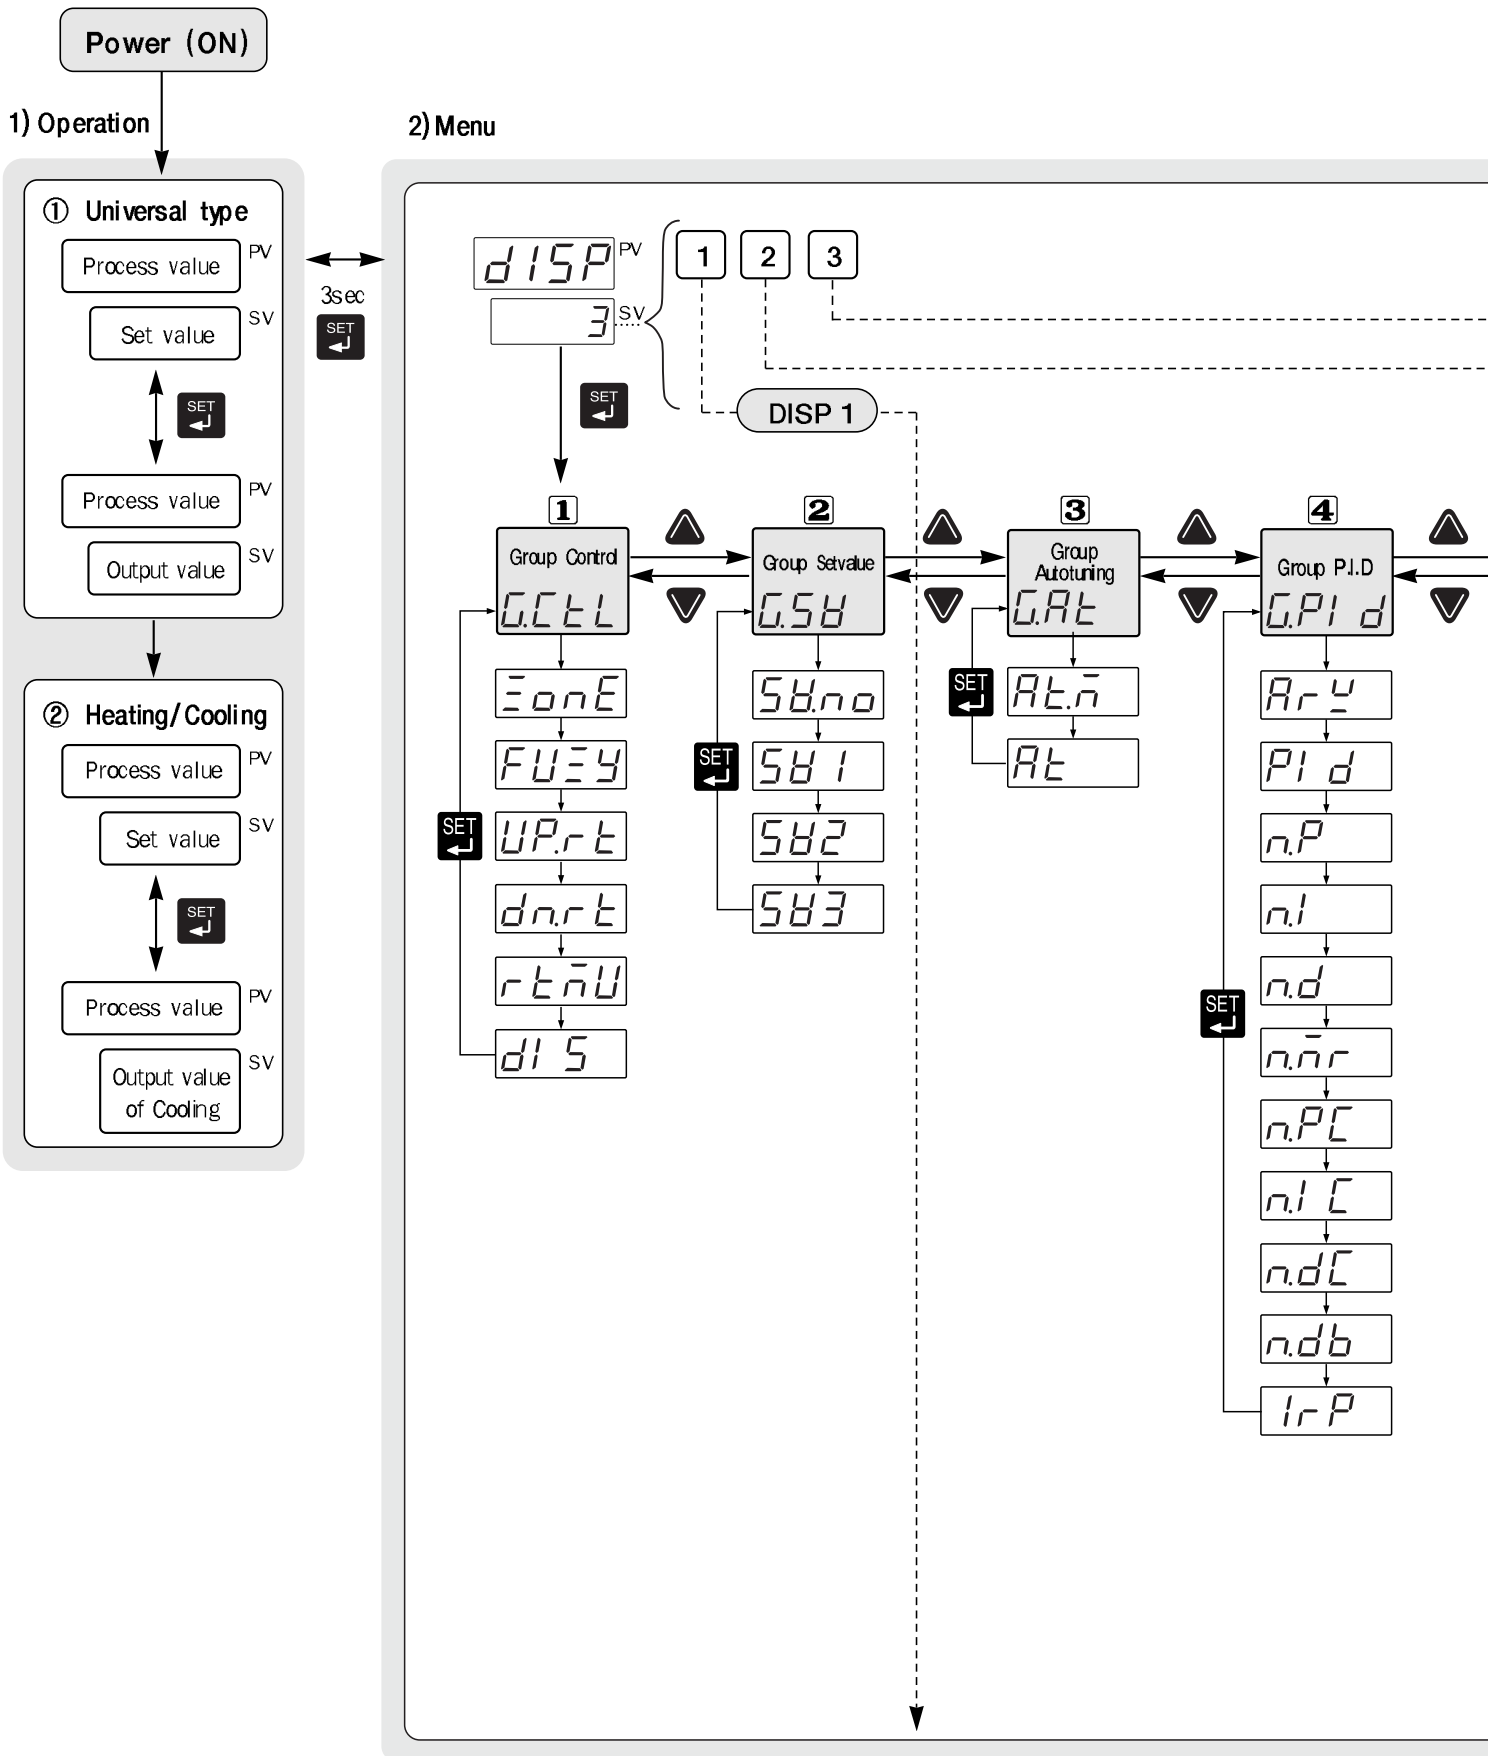 Power (ON)
1) Operation
2) Menu
① Universal type
Process value PV
Set value SV
SET
Process value PV
Output value SV
② Heating/Cooling
Process value PV
Set value SV
SET
Process value PV
Output value of Cooling SV
3sec
SET
dISP PV
3 SV
1 2 3
SET
DISP 1
1
Group Control
G.CtL
ZonE
FUZY
UP.rt
dn.rt
rtmU
dIS
SET
2
Group Setvalue
G.SV
SV.no
SV1
SV2
SV3
SET
3
Group Autotuning
G.At
At.m
At
SET
4
Group P.I.D
G.PId
ArW
PId
n.P
n.I
n.d
n.mr
n.PC
n.IC
n.dC
n.db
IrP
SET